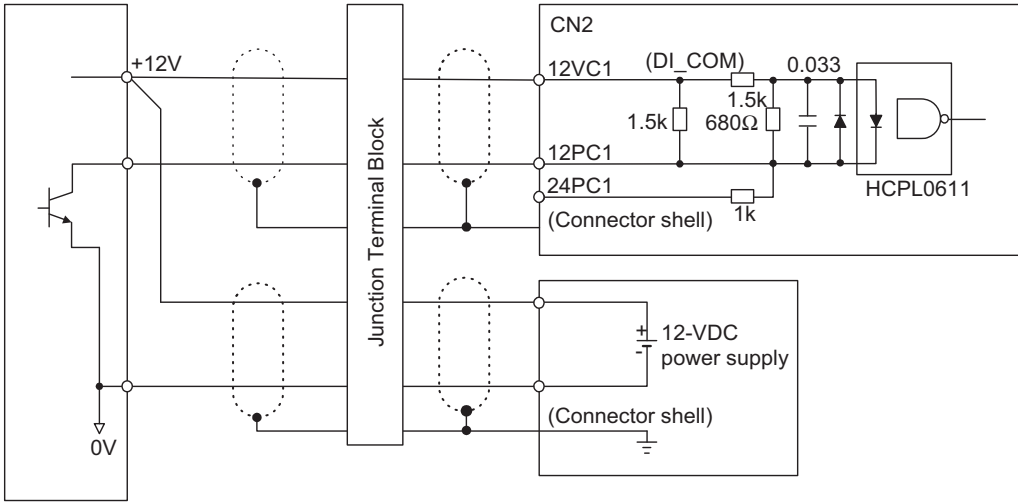 CN2
+12V
12VC1
(DI_COM)
0.033
1.5k
1.5k
680Ω
12PC1
24PC1
HCPL0611
1k
(Connector shell)
Junction Terminal Block
+
12-VDC
-
power supply
(Connector shell)
0V